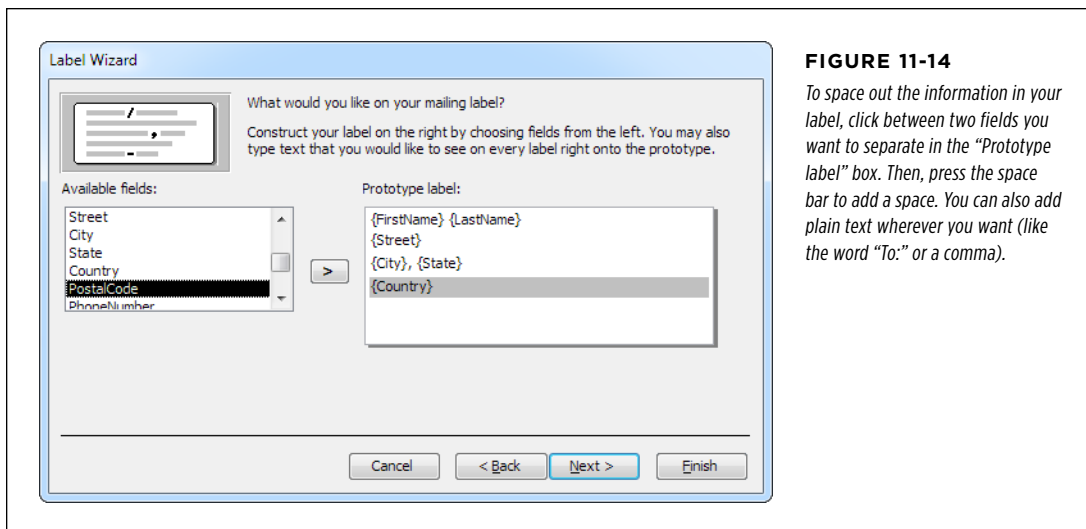 Label Wizard
What would you like on your mailing label?
Construct your label on the right by choosing fields from the left. You may also
type text that you would like to see on every label right onto the prototype.
Available fields:
Street
City
State
Country
PostalCode
PhoneNumber
>
Prototype label:
{FirstName} {LastName}
{Street}
{City}, {State}
{Country}
Cancel
< Back
Next >
Finish
FIGURE 11-14
To space out the information in your
label, click between two fields you
want to separate in the “Prototype
label” box. Then, press the space
bar to add a space. You can also add
plain text wherever you want (like
the word “To:” or a comma).